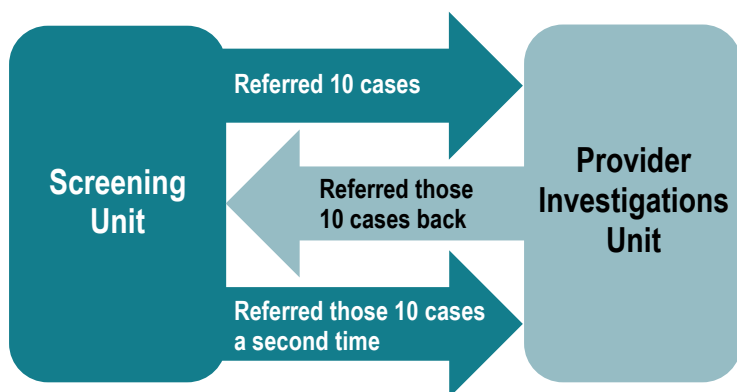 Screening
Unit
Referred 10 cases
Referred those
10 cases back
Referred those 10 cases
a second time
Provider
Investigations
Unit